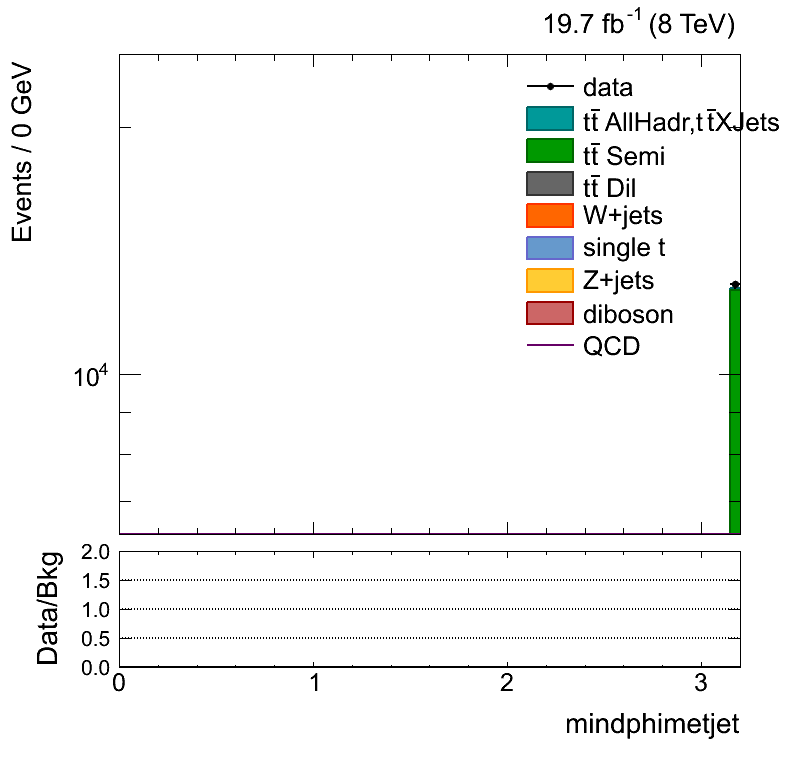 19.7 fb-1 (8 TeV)
Events / 0 GeV
data
tt̄ AllHadr,t t̄XJets
tt̄ Semi
tt̄ Dil
W+jets
single t
Z+jets
diboson
QCD
10^4
Data/Bkg
2.0
1.5
1.0
0.5
0.0
0 1 2 3
mindphimetjet